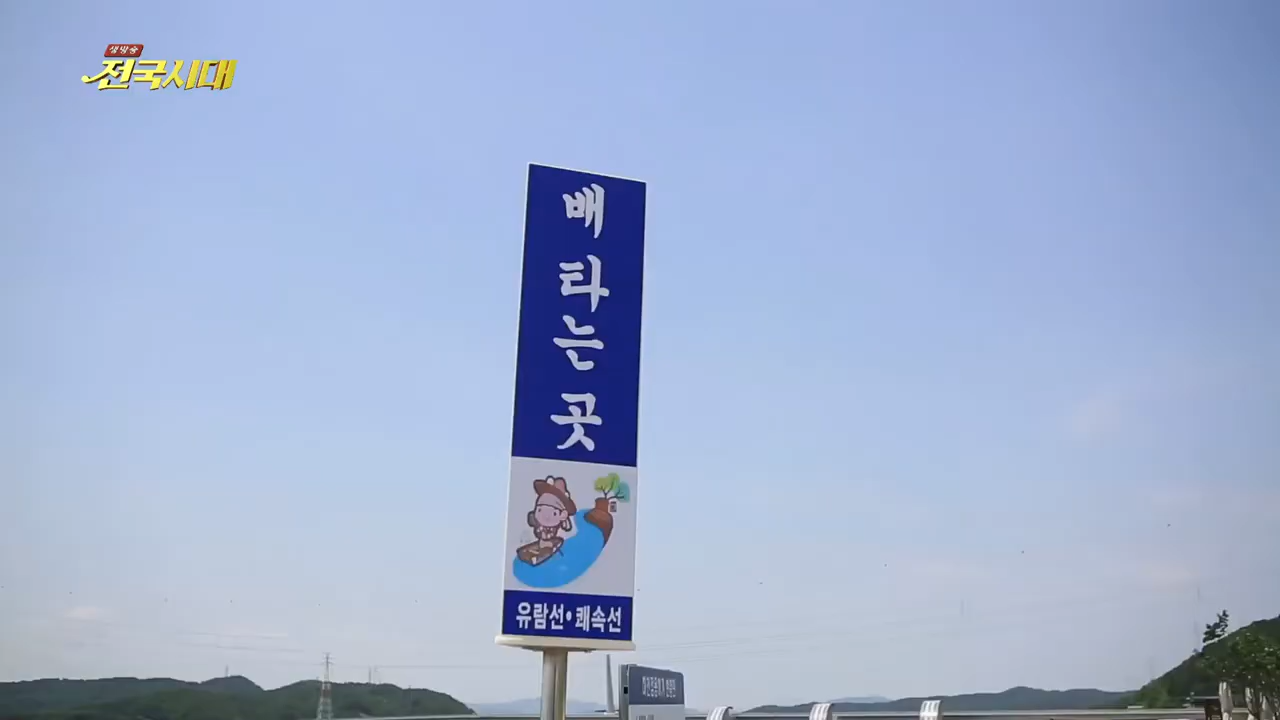 생방송
전국시대
배 타는 곳
유람선•쾌속선